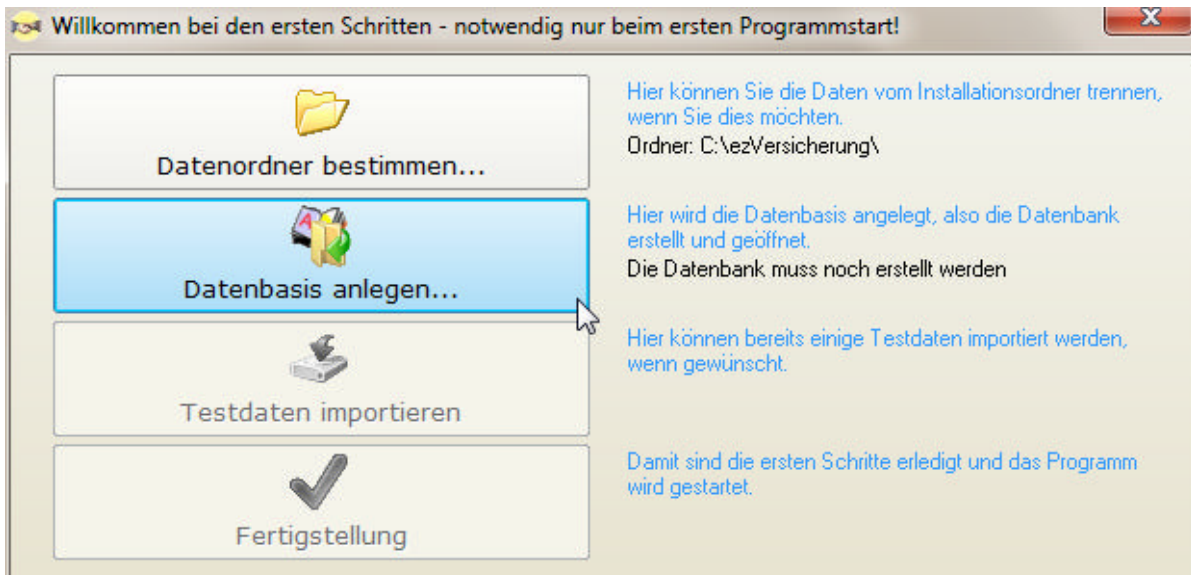 Willkommen bei den ersten Schritten - notwendig nur beim ersten Programmstart!
Datenordner bestimmen...
Hier können Sie die Daten vom Installationsordner trennen,
wenn Sie dies möchten.
Ordner: C:\ezVersicherung\
Datenbasis anlegen...
Hier wird die Datenbasis angelegt, also die Datenbank
erstellt und geöffnet.
Die Datenbank muss noch erstellt werden
Testdaten importieren
Hier können bereits einige Testdaten importiert werden,
wenn gewünscht.
Fertigstellung
Damit sind die ersten Schritte erledigt und das Programm
wird gestartet.